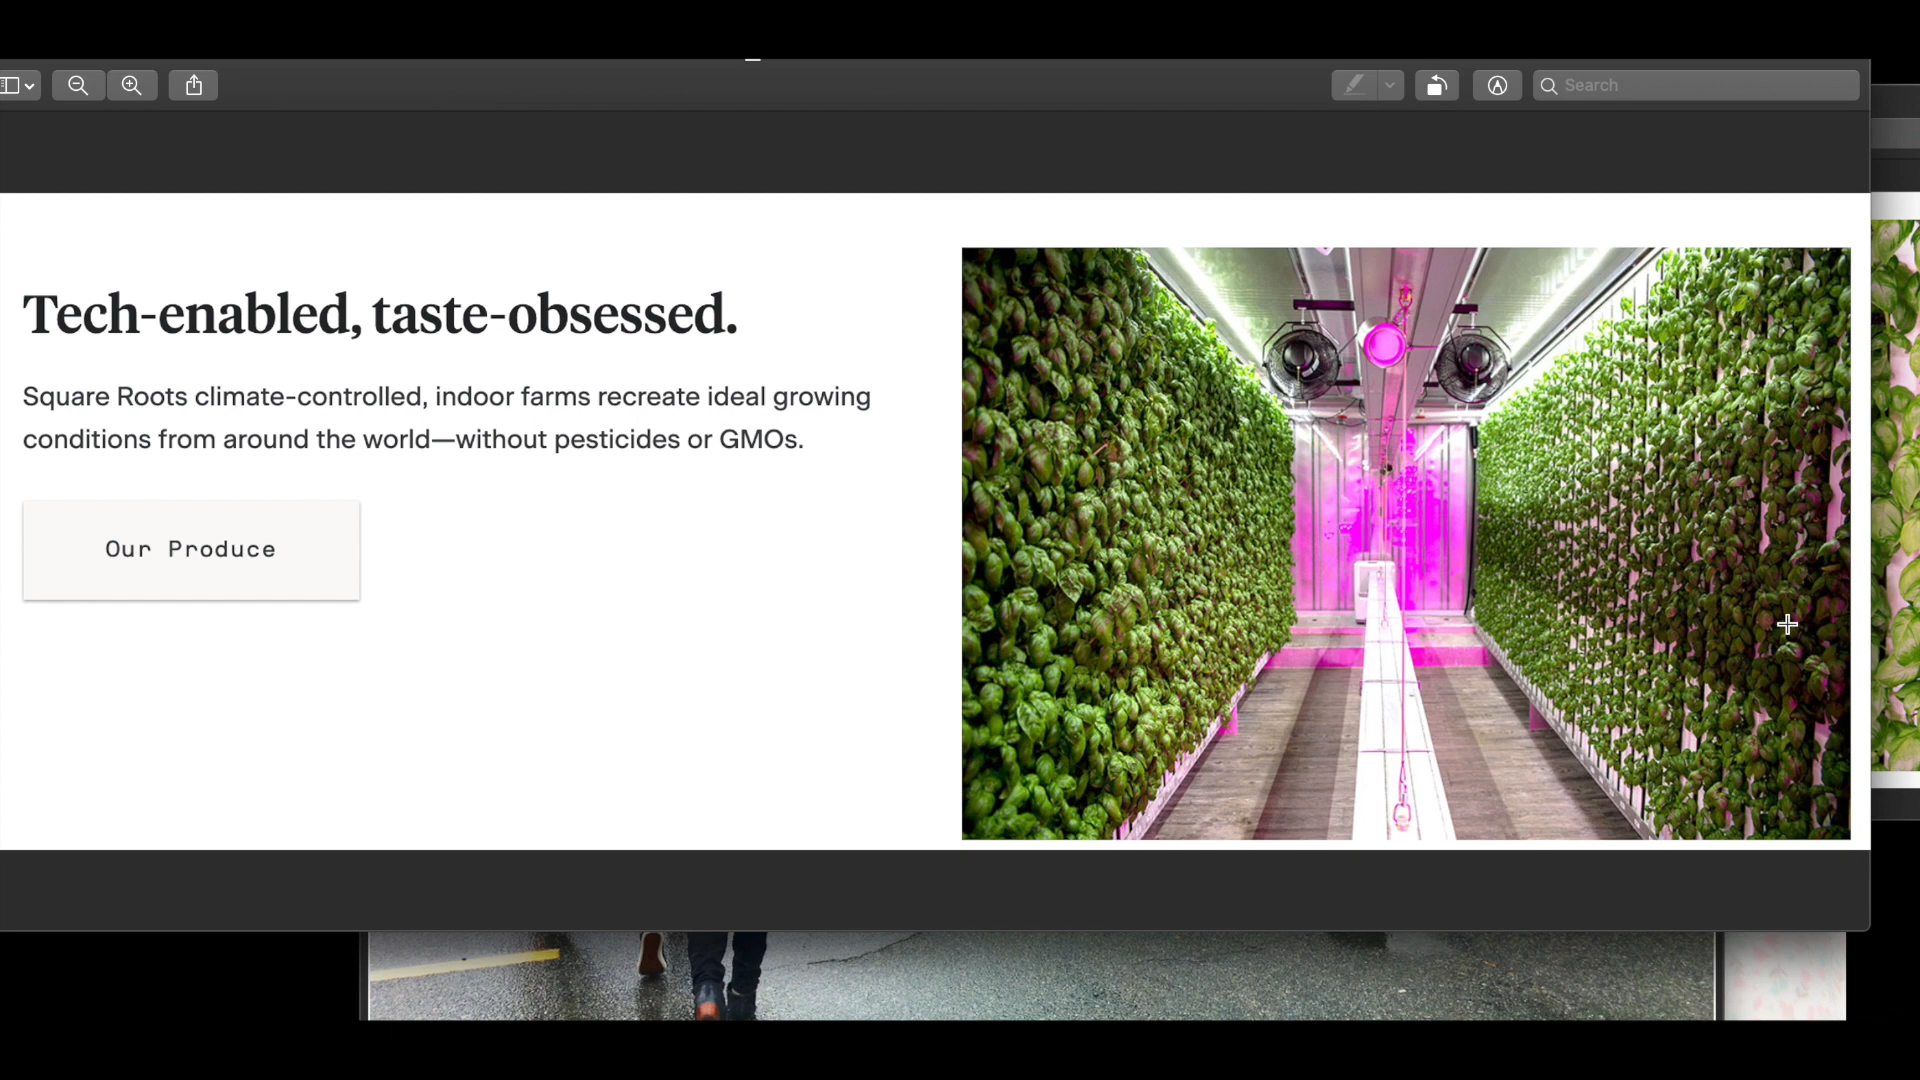 Search
Tech-enabled, taste-obsessed.
Square Roots climate-controlled, indoor farms recreate ideal growing
conditions from around the world—without pesticides or GMOs.
Our Produce